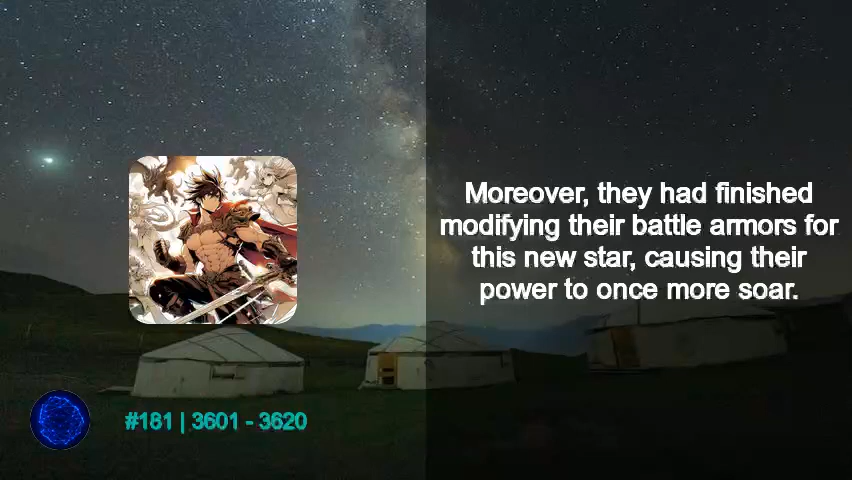 Moreover, they had finished
modifying their battle armors for
this new star, causing their
power to once more soar.
#181 | 3601 - 3620